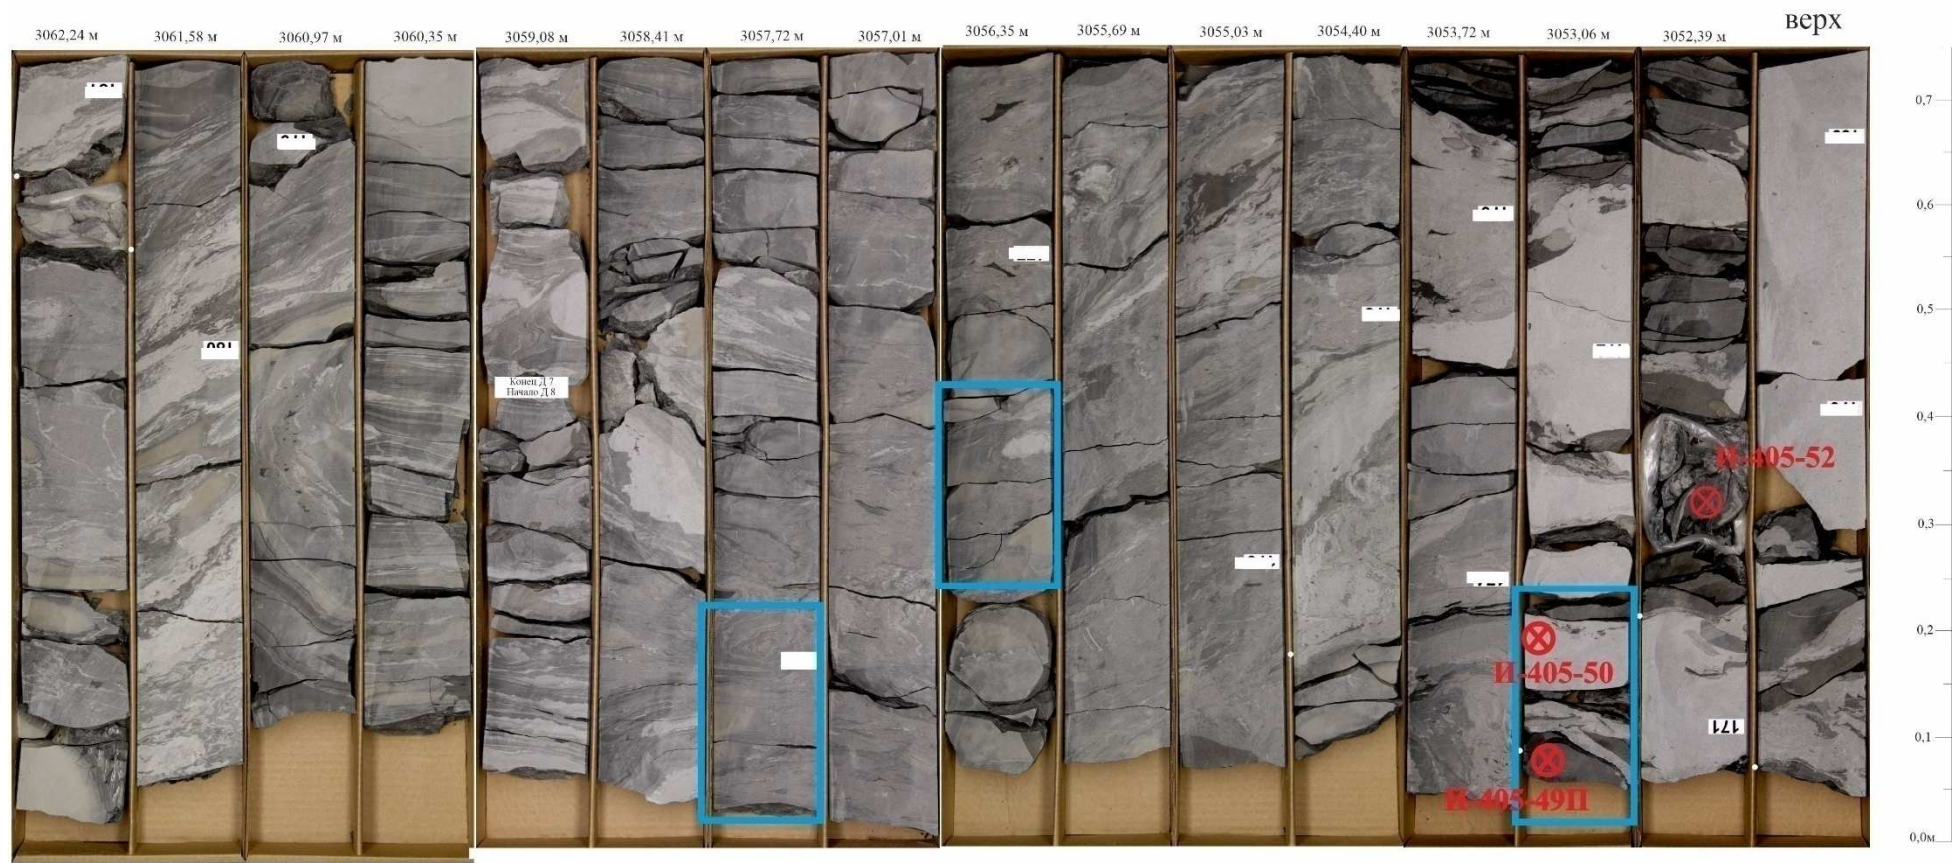 верх
3062,24 м 3061,58 м 3060,97 м 3060,35 м 3059,08 м 3058,41 м 3057,72 м 3057,01 м 3056,35 м 3055,69 м 3055,03 м 3054,40 м 3053,72 м 3053,06 м 3052,39 м
0,7
0,6
0,5
180
Конец Д 7
Начало Д 8
0,4
И-405-52
0,3
0,2
И-405-50
171
0,1
И-405-49П
0,0м